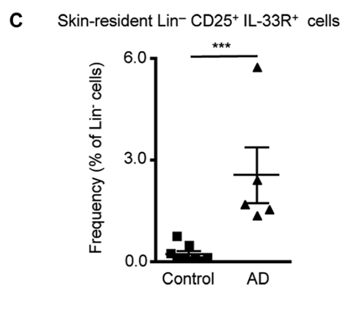 C
Skin-resident Lin⁻ CD25⁺ IL-33R⁺ cells
***
Frequency (% of Lin⁻ cells)
6.0
3.0
0.0
Control AD